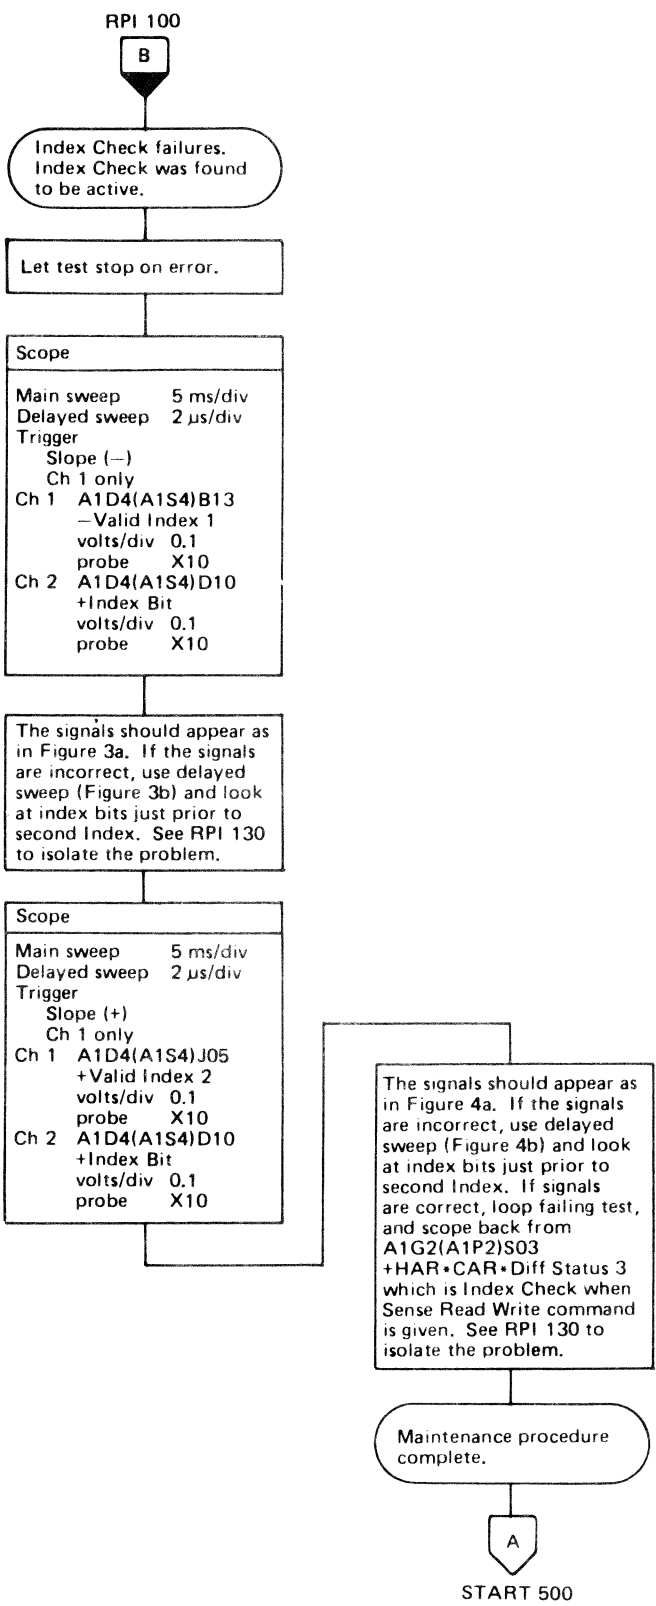 RPI 100
B
Index Check failures.
Index Check was found
to be active.
Let test stop on error.
Scope
Main sweep 5 ms/div
Delayed sweep 2 µs/div
Trigger
Slope (—)
Ch 1 only
Ch 1 A1D4(A1S4)B13
—Valid Index 1
volts/div 0.1
probe X10
Ch 2 A1D4(A1S4)D10
+Index Bit
volts/div 0.1
probe X10
The signals should appear as
in Figure 3a. If the signals
are incorrect, use delayed
sweep (Figure 3b) and look
at index bits just prior to
second Index. See RPI 130
to isolate the problem.
Scope
Main sweep 5 ms/div
Delayed sweep 2 µs/div
Trigger
Slope (+)
Ch 1 only
Ch 1 A1D4(A1S4)J05
+Valid Index 2
volts/div 0.1
probe X10
Ch 2 A1D4(A1S4)D10
+Index Bit
volts/div 0.1
probe X10
The signals should appear as
in Figure 4a. If the signals
are incorrect, use delayed
sweep (Figure 4b) and look
at index bits just prior to
second Index. If signals
are correct, loop failing test,
and scope back from
A1G2(A1P2)S03
+HAR*CAR*Diff Status 3
which is Index Check when
Sense Read Write command
is given. See RPI 130 to
isolate the problem.
Maintenance procedure
complete.
A
START 500